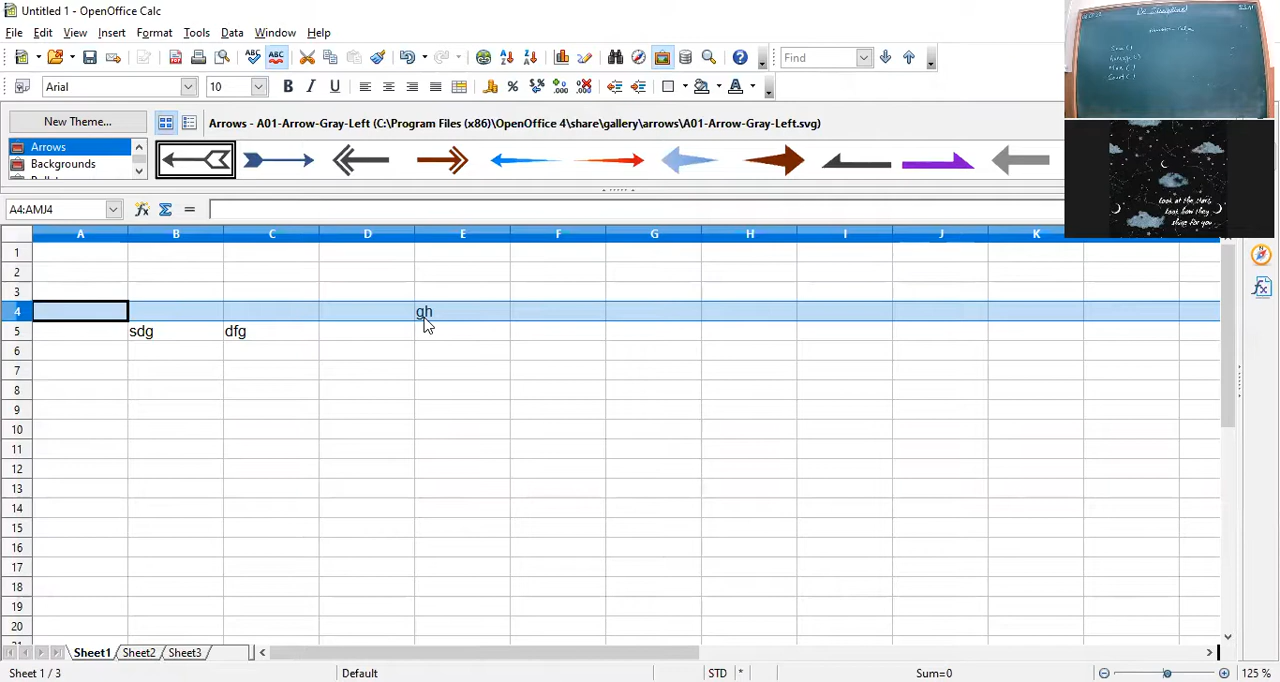 Untitled 1 - OpenOffice Calc
File Edit View Insert Format Tools Data Window Help
Find
Arial 10
New Theme... Arrows - A01-Arrow-Gray-Left (C:\Program Files (x86)\OpenOffice 4\share\gallery\arrows\A01-Arrow-Gray-Left.svg)
Arrows
Backgrounds
A4:AMJ4
A B C D E F G H I J K
1
2
3
4 gh
5 sdg dfg
6
7
8
9
10
11
12
13
14
15
16
17
18
19
20
Sheet1 Sheet2 Sheet3
Sheet 1 / 3 Default STD * Sum=0 125 %
look at the stars
look how they
shine for you